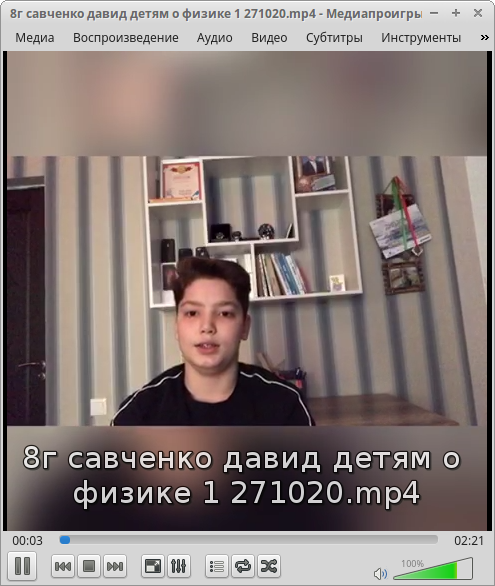 8г савченко давид детям о физике 1 271020.mp4 - Медиапроигры
Медиа Воспроизведение Аудио Видео Субтитры Инструменты »
8г савченко давид детям о
физике 1 271020.mp4
00:03 02:21
100%